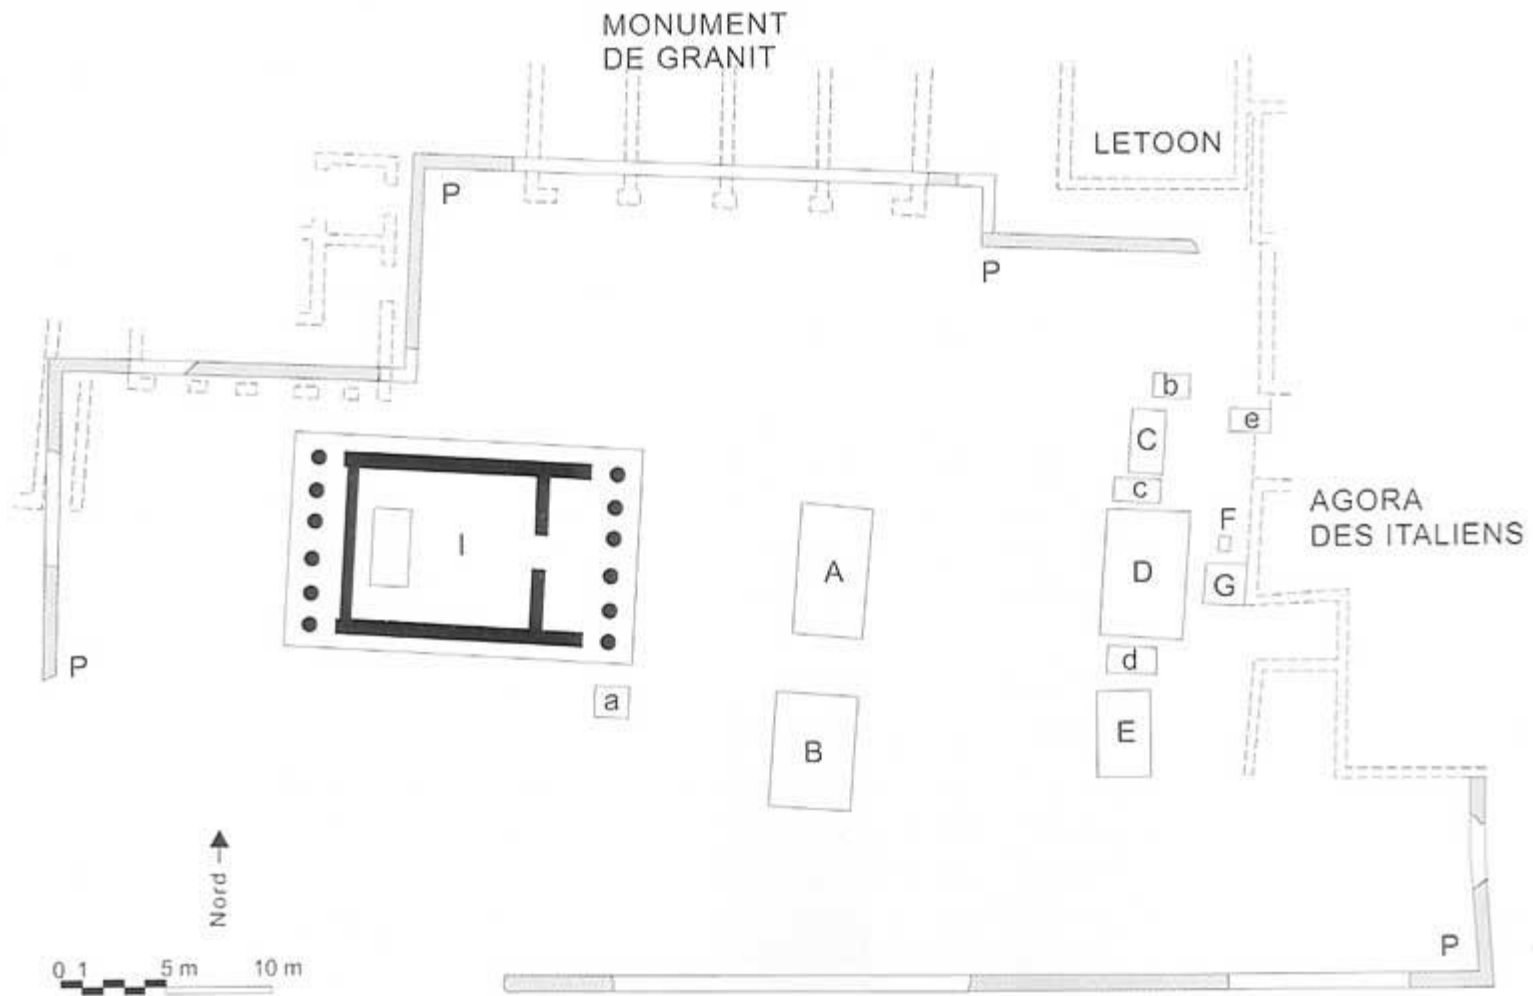 MONUMENT
DE GRANIT
LETOON
P
P
b
C
e
c
AGORA
DES ITALIENS
F
I
A
D
G
P
d
a
E
B
Nord
P
0 1 5 m 10 m